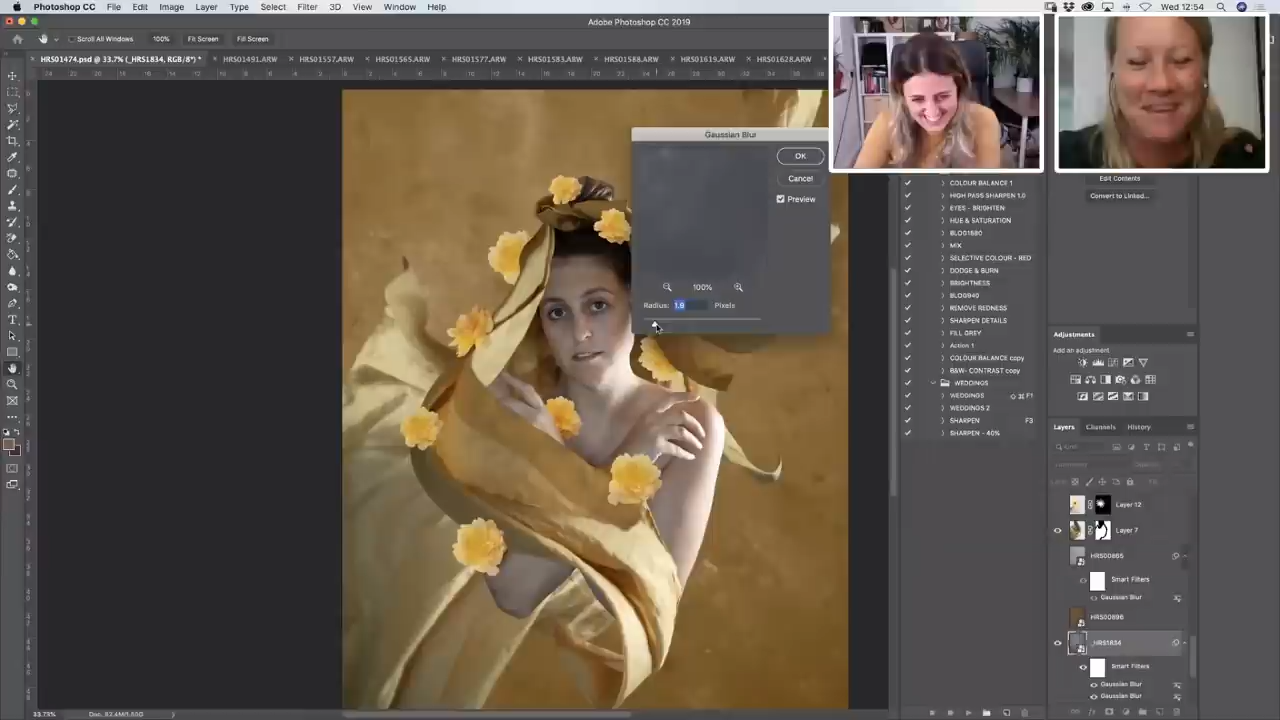 Photoshop CC File Edit Image Layer Type Select Filter 3D View Window Help
Wed 12:54
Adobe Photoshop CC 2019
Scroll All Windows 100% Fit Screen Fill Screen
HRS01474.psd @ 33.7% (_HRS1834, RGB/8*) * HRS01491.ARW HRS01557.ARW HRS01565.ARW HRS01577.ARW HRS01583.ARW HRS01588.ARW HRS01619.ARW HRS01628.ARW
Gaussian Blur
OK
Cancel
Preview
100%
Radius: 1.9 Pixels
Edit Contents
Convert to Linked...
COLOUR BALANCE 1
HIGH PASS SHARPEN 1.0
EYES - BRIGHTEN
HUE & SATURATION
BLOG1580
MIX
SELECTIVE COLOUR - RED
DODGE & BURN
BRIGHTNESS
BLOG940
REMOVE REDNESS
SHARPEN DETAILS
FILL GREY
Action 1
COLOUR BALANCE copy
B&W- CONTRAST copy
WEDDINGS
WEDDINGS F1
WEDDINGS 2
SHARPEN F3
SHARPEN - 40%
Adjustments
Add an adjustment
Layers Channels History
Layer 12
Layer 7
HRS00865
Smart Filters
Gaussian Blur
HRS00896
_HRS1834
Smart Filters
Gaussian Blur
Gaussian Blur
33.73%